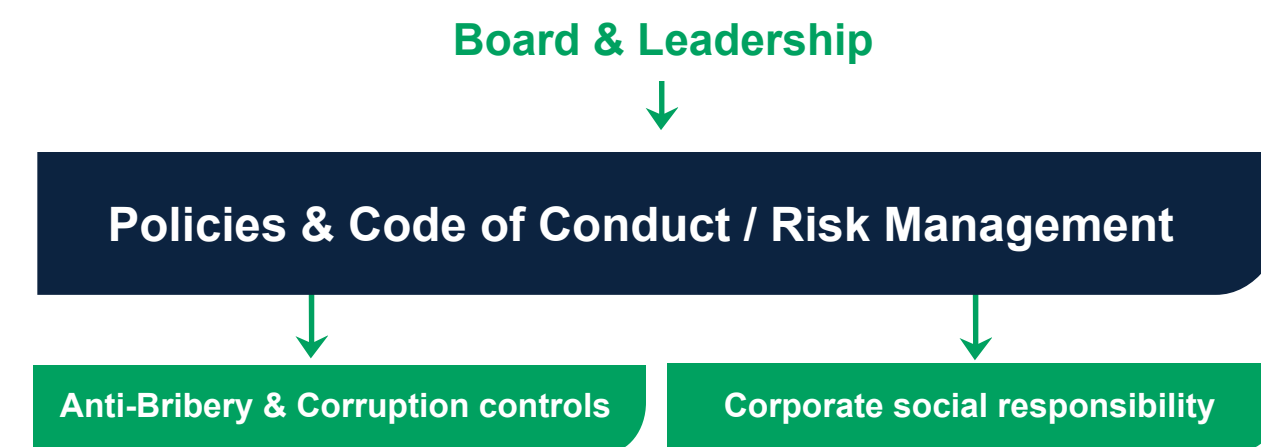 Board & Leadership
Policies & Code of Conduct / Risk Management
Anti-Bribery & Corruption controls
Corporate social responsibility